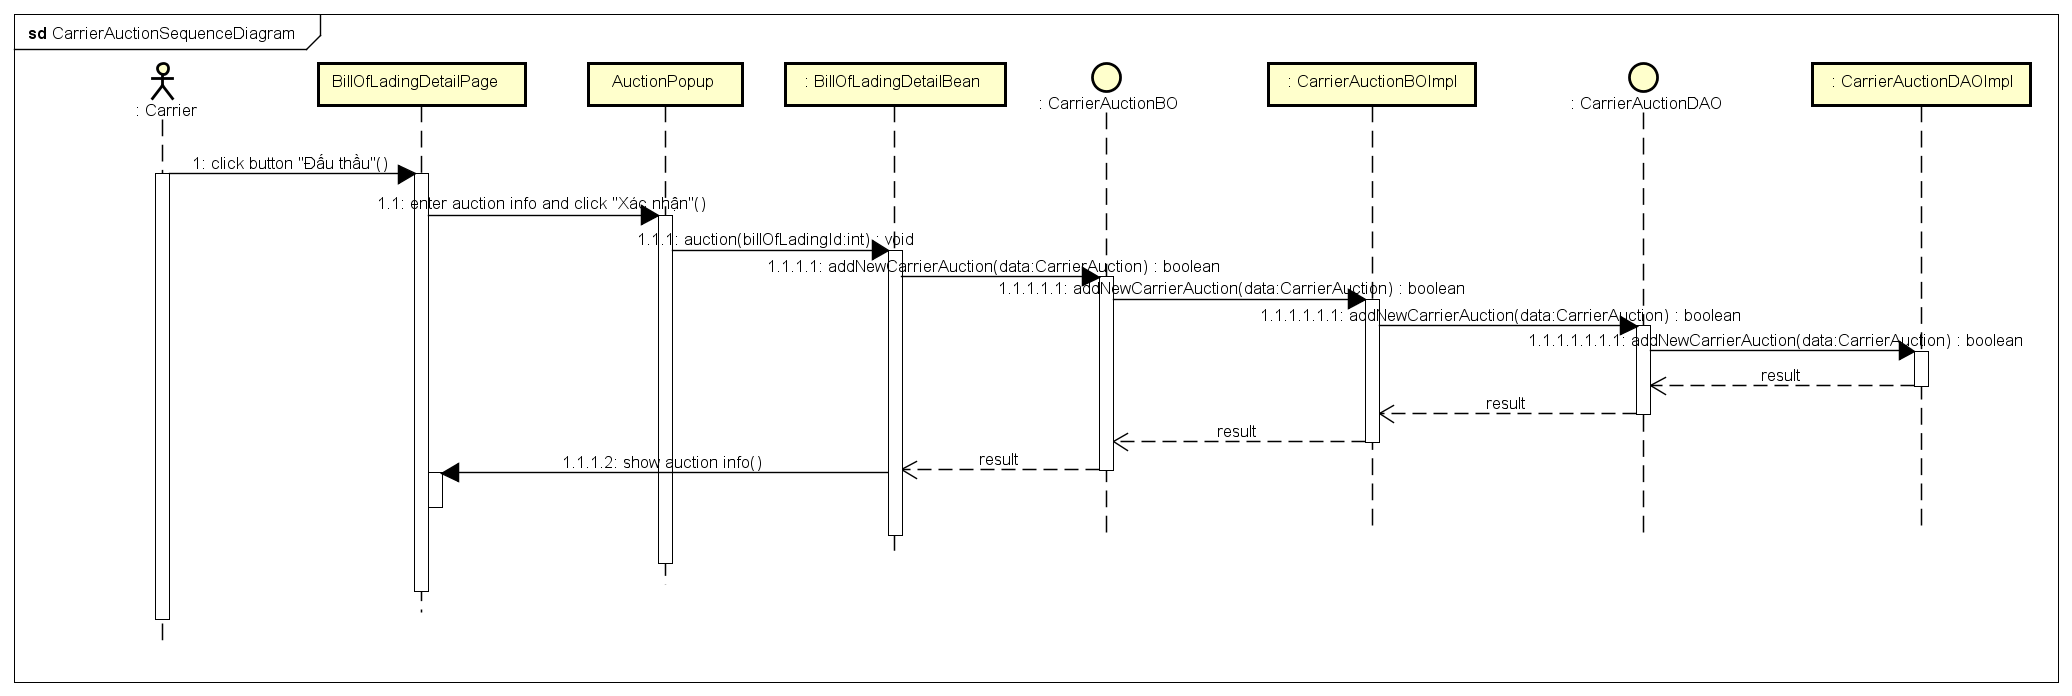 sd CarrierAuctionSequenceDiagram
: Carrier
BillOfLadingDetailPage
AuctionPopup
: BillOfLadingDetailBean
: CarrierAuctionBO
: CarrierAuctionBOImpl
: CarrierAuctionDAO
: CarrierAuctionDAOImpl
1: click button "Đấu thầu"()
1.1: enter auction info and click "Xác nhận"()
1.1.1: auction(billOfLadingId:int) : void
1.1.1.1: addNewCarrierAuction(data:CarrierAuction) : boolean
1.1.1.1.1: addNewCarrierAuction(data:CarrierAuction) : boolean
1.1.1.1.1.1: addNewCarrierAuction(data:CarrierAuction) : boolean
1.1.1.1.1.1.1: addNewCarrierAuction(data:CarrierAuction) : boolean
result
result
result
result
1.1.1.2: show auction info()